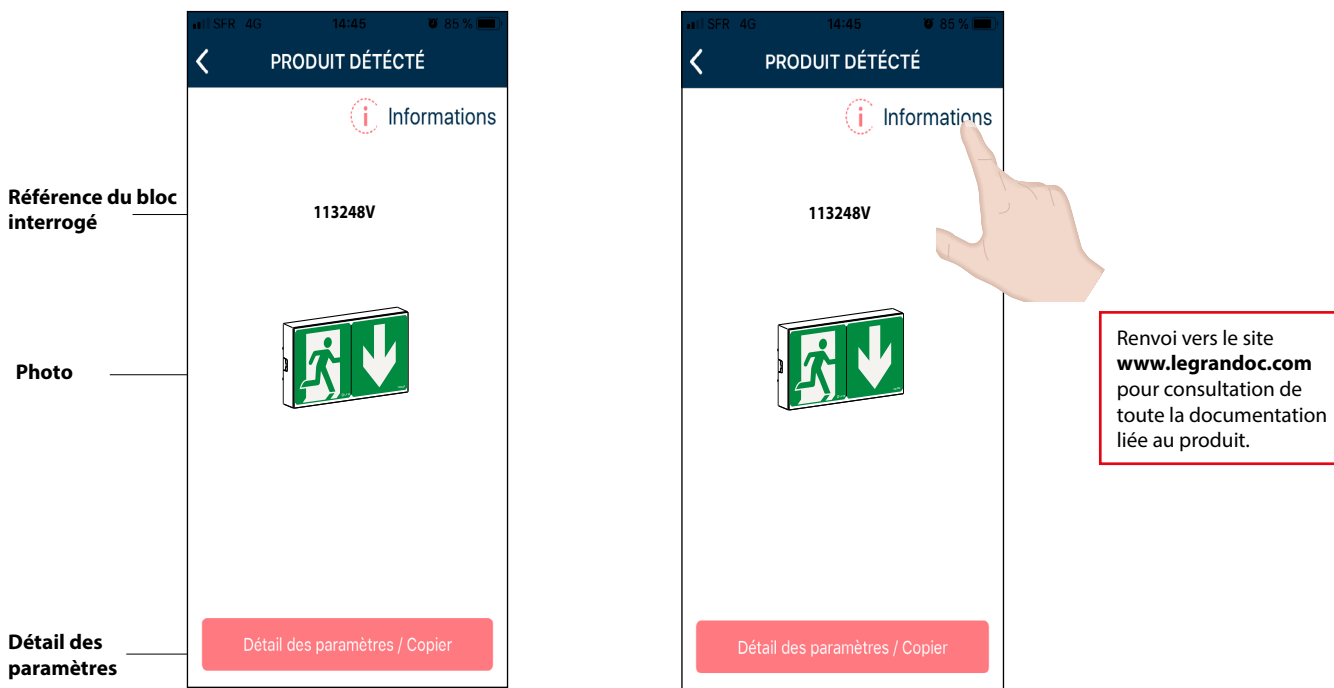 SFR 4G 14:45 85 %
PRODUIT DÉTÉCTÉ
Informations
Référence du bloc
interrogé
113248V
Photo
Détail des
paramètres
Détail des paramètres / Copier
SFR 4G 14:45 85 %
PRODUIT DÉTÉCTÉ
Informations
113248V
Détail des paramètres / Copier
Renvoi vers le site
www.legrandoc.com
pour consultation de
toute la documentation
liée au produit.